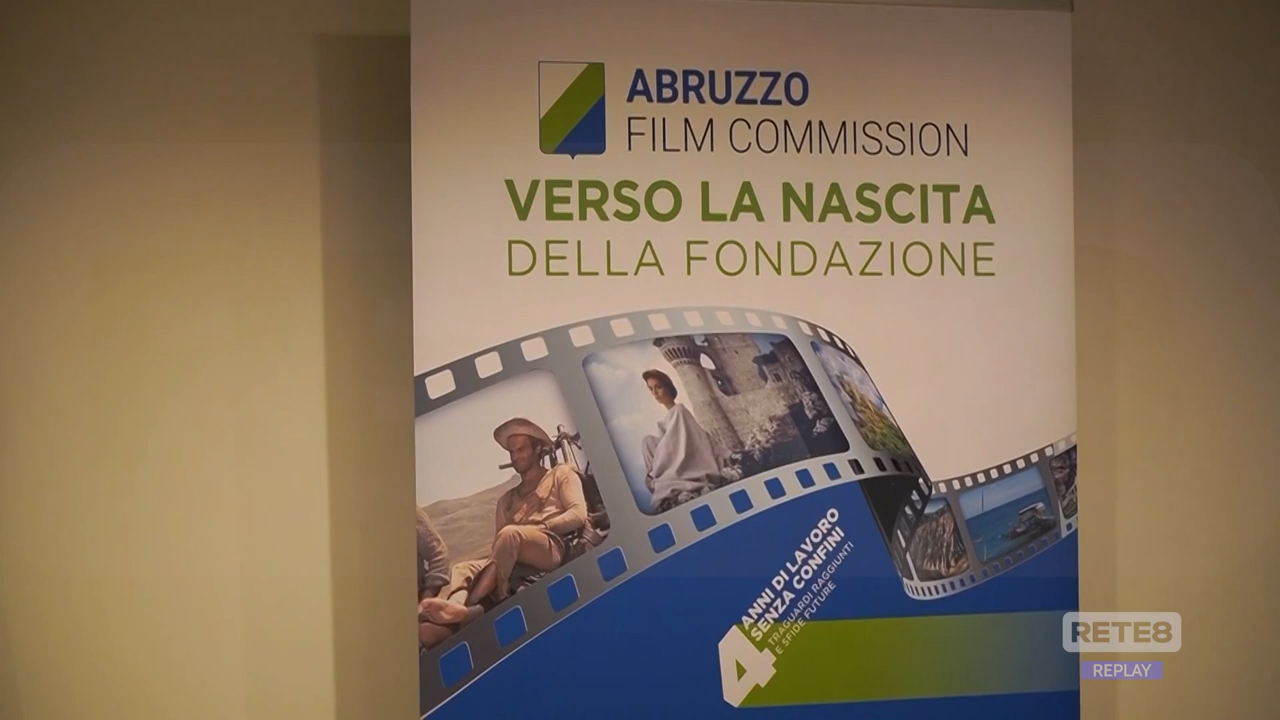 ABRUZZO
FILM COMMISSION
VERSO LA NASCITA
DELLA FONDAZIONE
4
ANNI DI LAVORO
SENZA CONFINI
TRAGUARDI RAGGIUNTI
E SFIDE FUTURE
RETE8
REPLAY